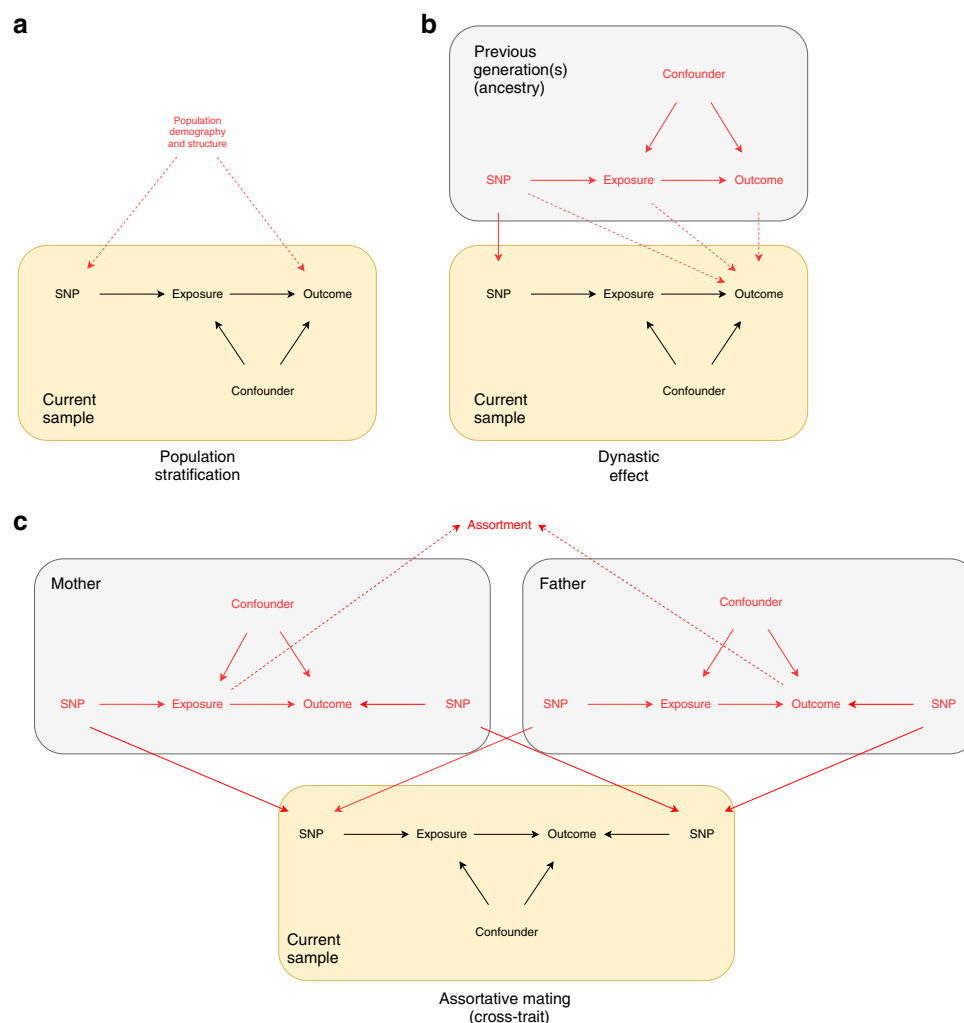 a
Population
demography
and structure
SNP
Exposure
Outcome
Confounder
Current
sample
Population
stratification
b
Previous
generation(s)
(ancestry)
Confounder
SNP
Exposure
Outcome
SNP
Exposure
Outcome
Confounder
Current
sample
Dynastic
effect
c
Assortment
Mother
Confounder
SNP
Exposure
Outcome
SNP
Father
Confounder
SNP
Exposure
Outcome
SNP
SNP
Exposure
Outcome
SNP
Confounder
Current
sample
Assortative mating
(cross-trait)